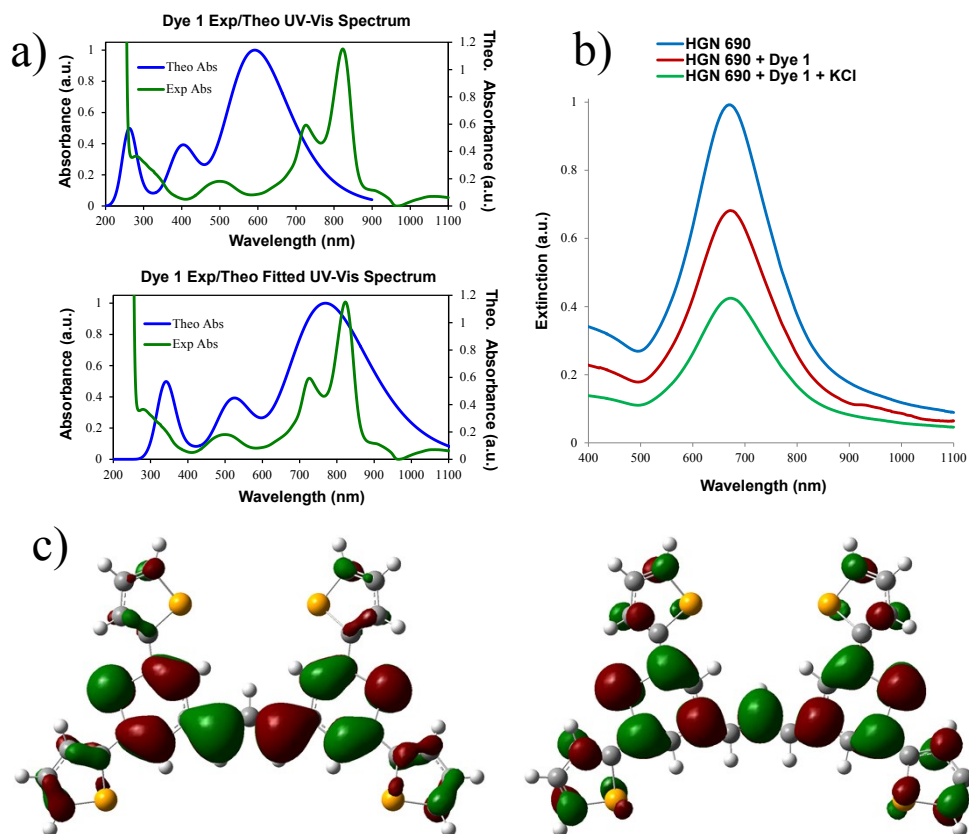 a)
Dye 1 Exp/Theo UV-Vis Spectrum
Absorbance (a.u.)
1
0.8
0.6
0.4
0.2
0
Theo Abs
Exp Abs
1.2
1
0.8
0.6
0.4
0.2
0
Theo. Absorbance (a.u.)
200 300 400 500 600 700 800 900 1000 1100
Wavelength (nm)
Dye 1 Exp/Theo Fitted UV-Vis Spectrum
Absorbance (a.u.)
1
0.8
0.6
0.4
0.2
0
Theo Abs
Exp Abs
1.2
1
0.8
0.6
0.4
0.2
0
Theo. Absorbance (a.u.)
200 300 400 500 600 700 800 900 1000 1100
Wavelength (nm)
b)
HGN 690
HGN 690 + Dye 1
HGN 690 + Dye 1 + KCl
Extinction (a.u.)
1
0.8
0.6
0.4
0.2
0
400 500 600 700 800 900 1000 1100
Wavelength (nm)
c)